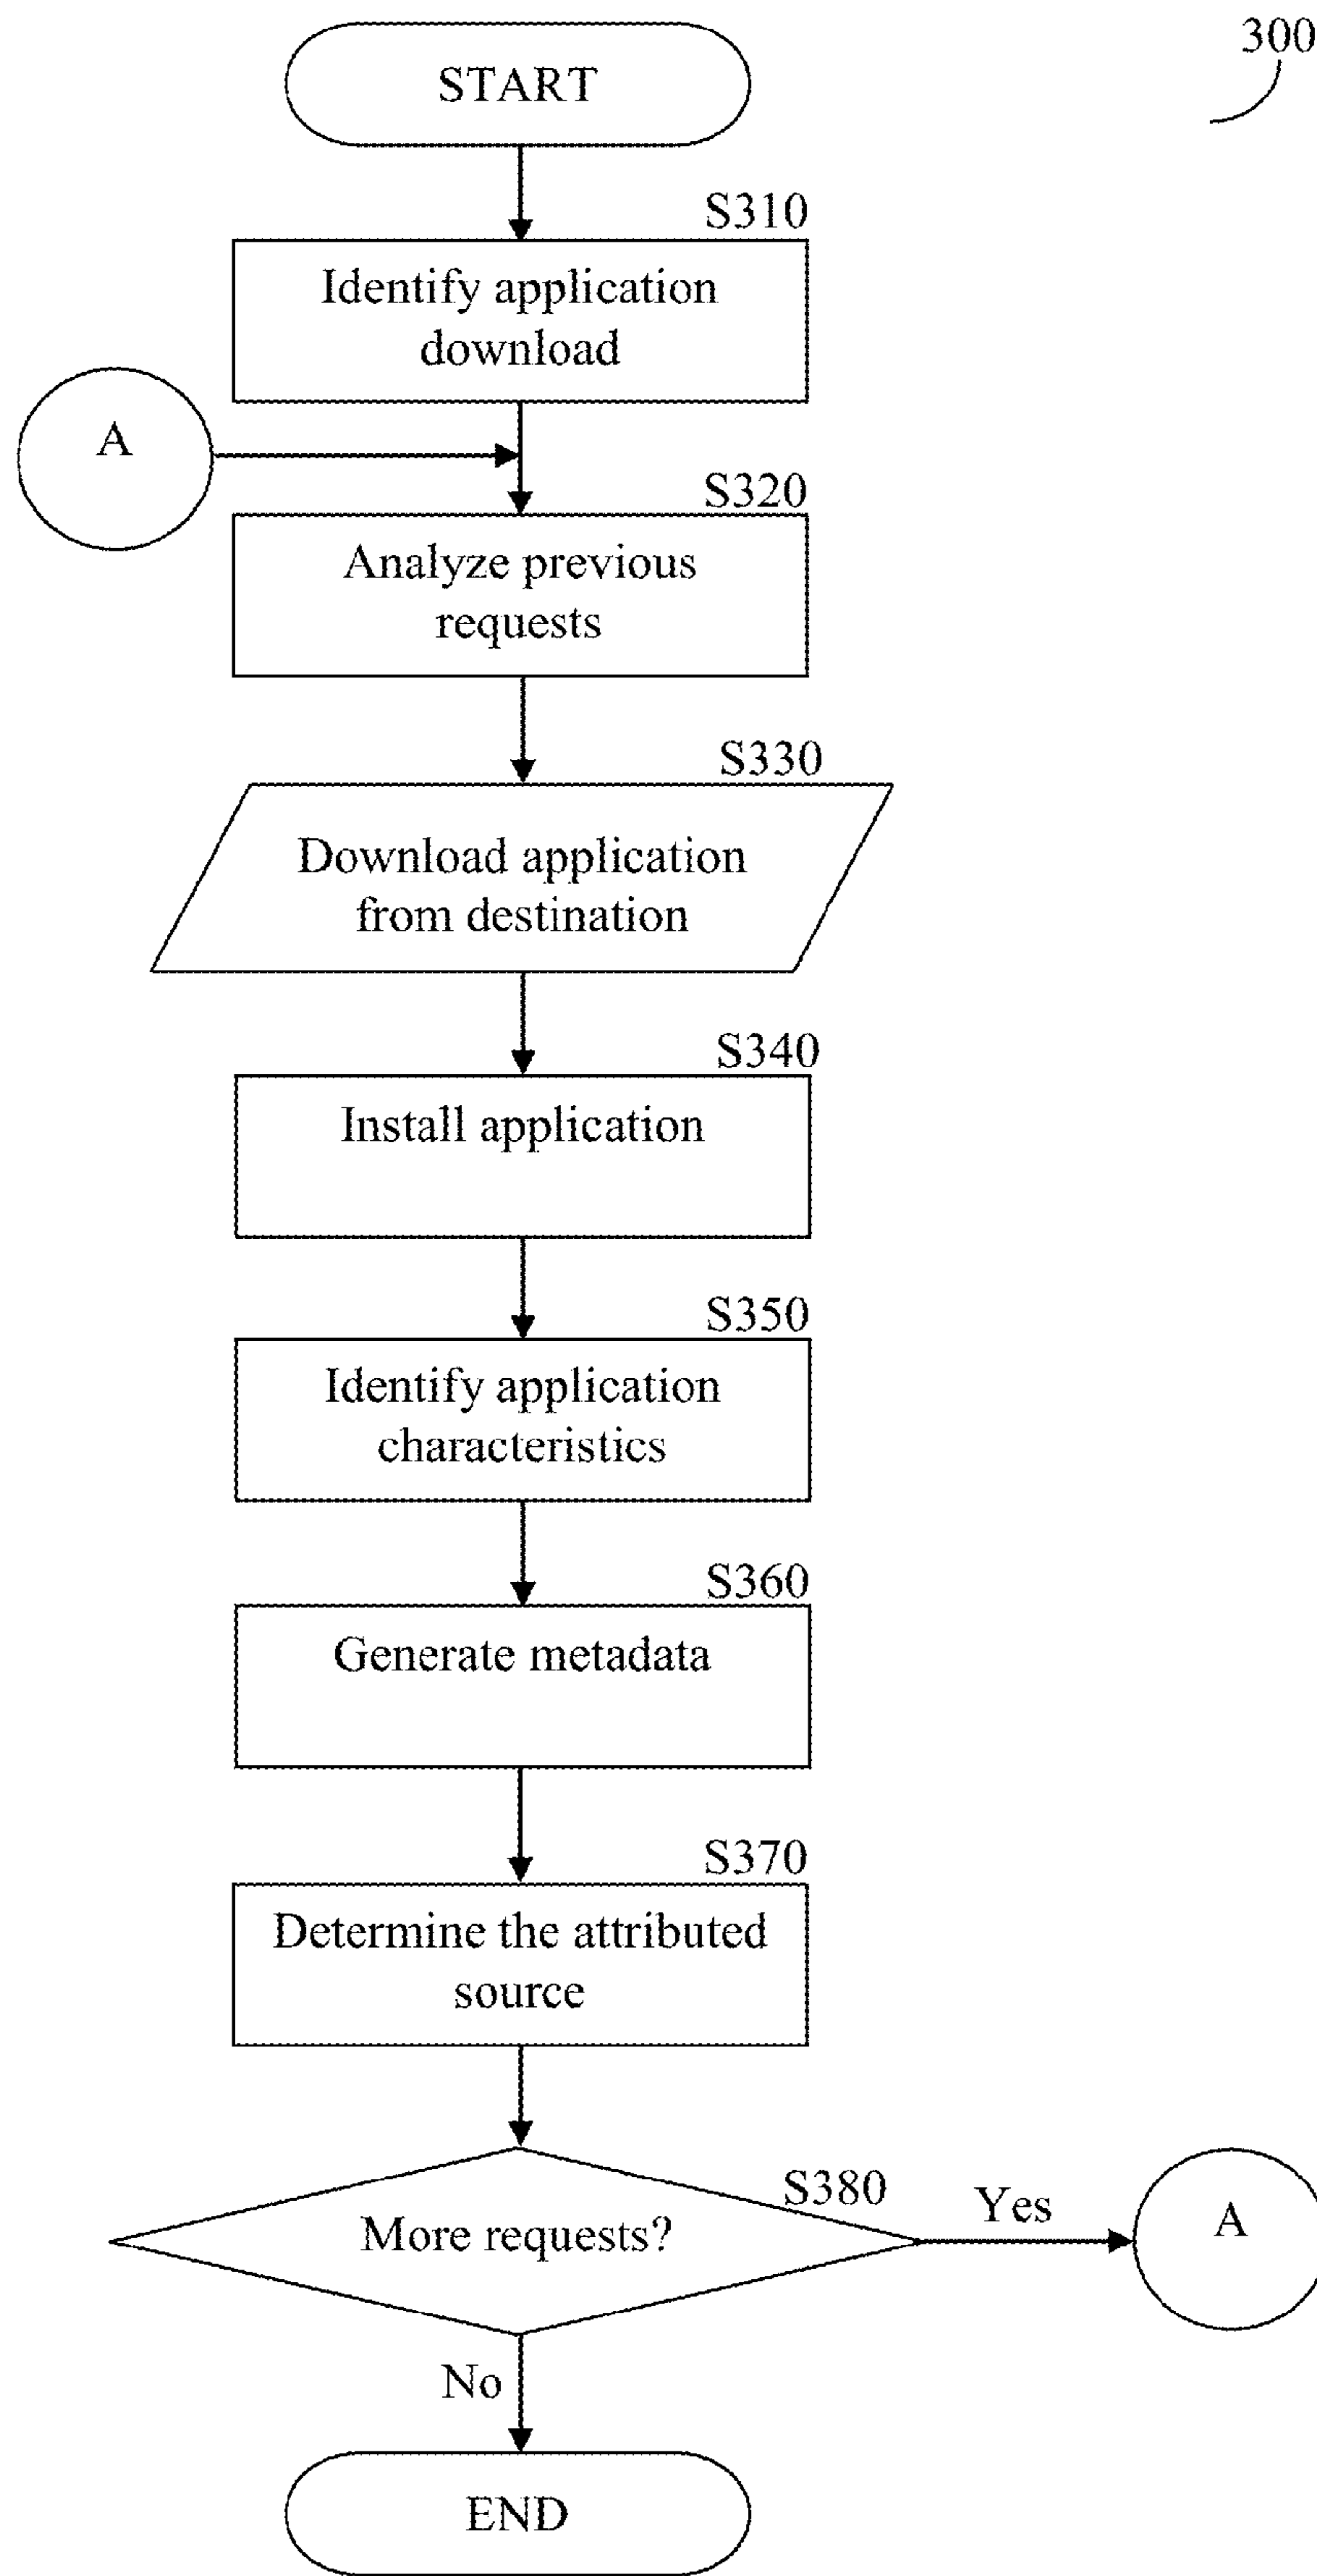 300
START
S310
Identify application
download
A
S320
Analyze previous
requests
S330
Download application
from destination
S340
Install application
S350
Identify application
characteristics
S360
Generate metadata
S370
Determine the attributed
source
S380
More requests?
Yes
A
No
END